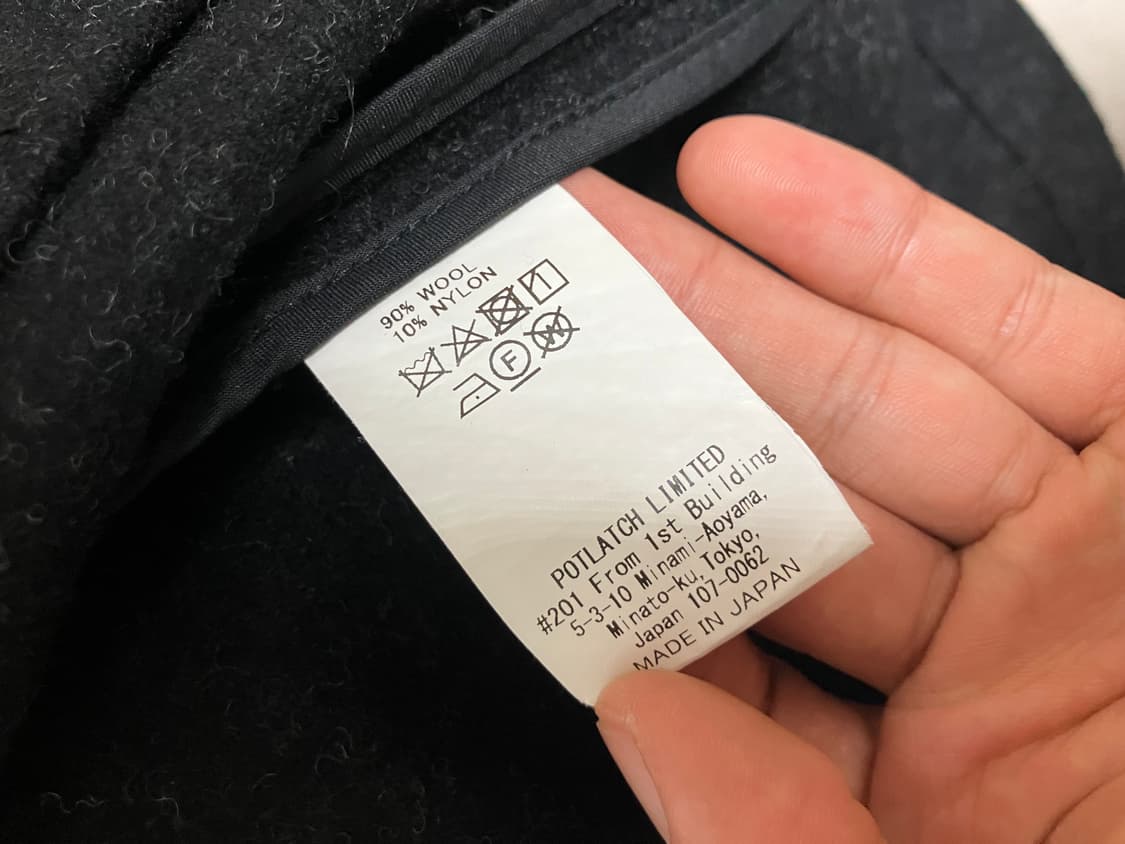 90% WOOL
10% NYLON
F
W
POTLATCH LIMITED
#201 From 1st Building
5-3-10 Minami-Aoyama,
Minato-ku, Tokyo,
Japan 107-0062
MADE IN JAPAN